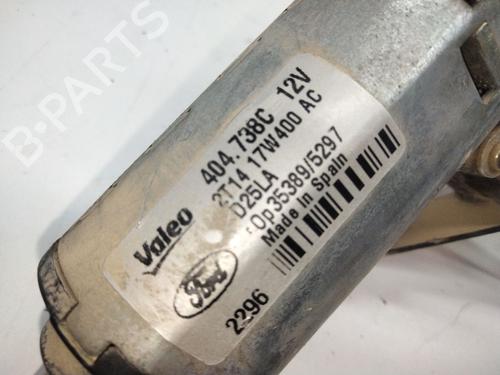 B-PARTS
Valeo
404.738C 12V
2T14 17W400 AC
D25LA
Op35389/5297
Made In Spain
Ford
2296